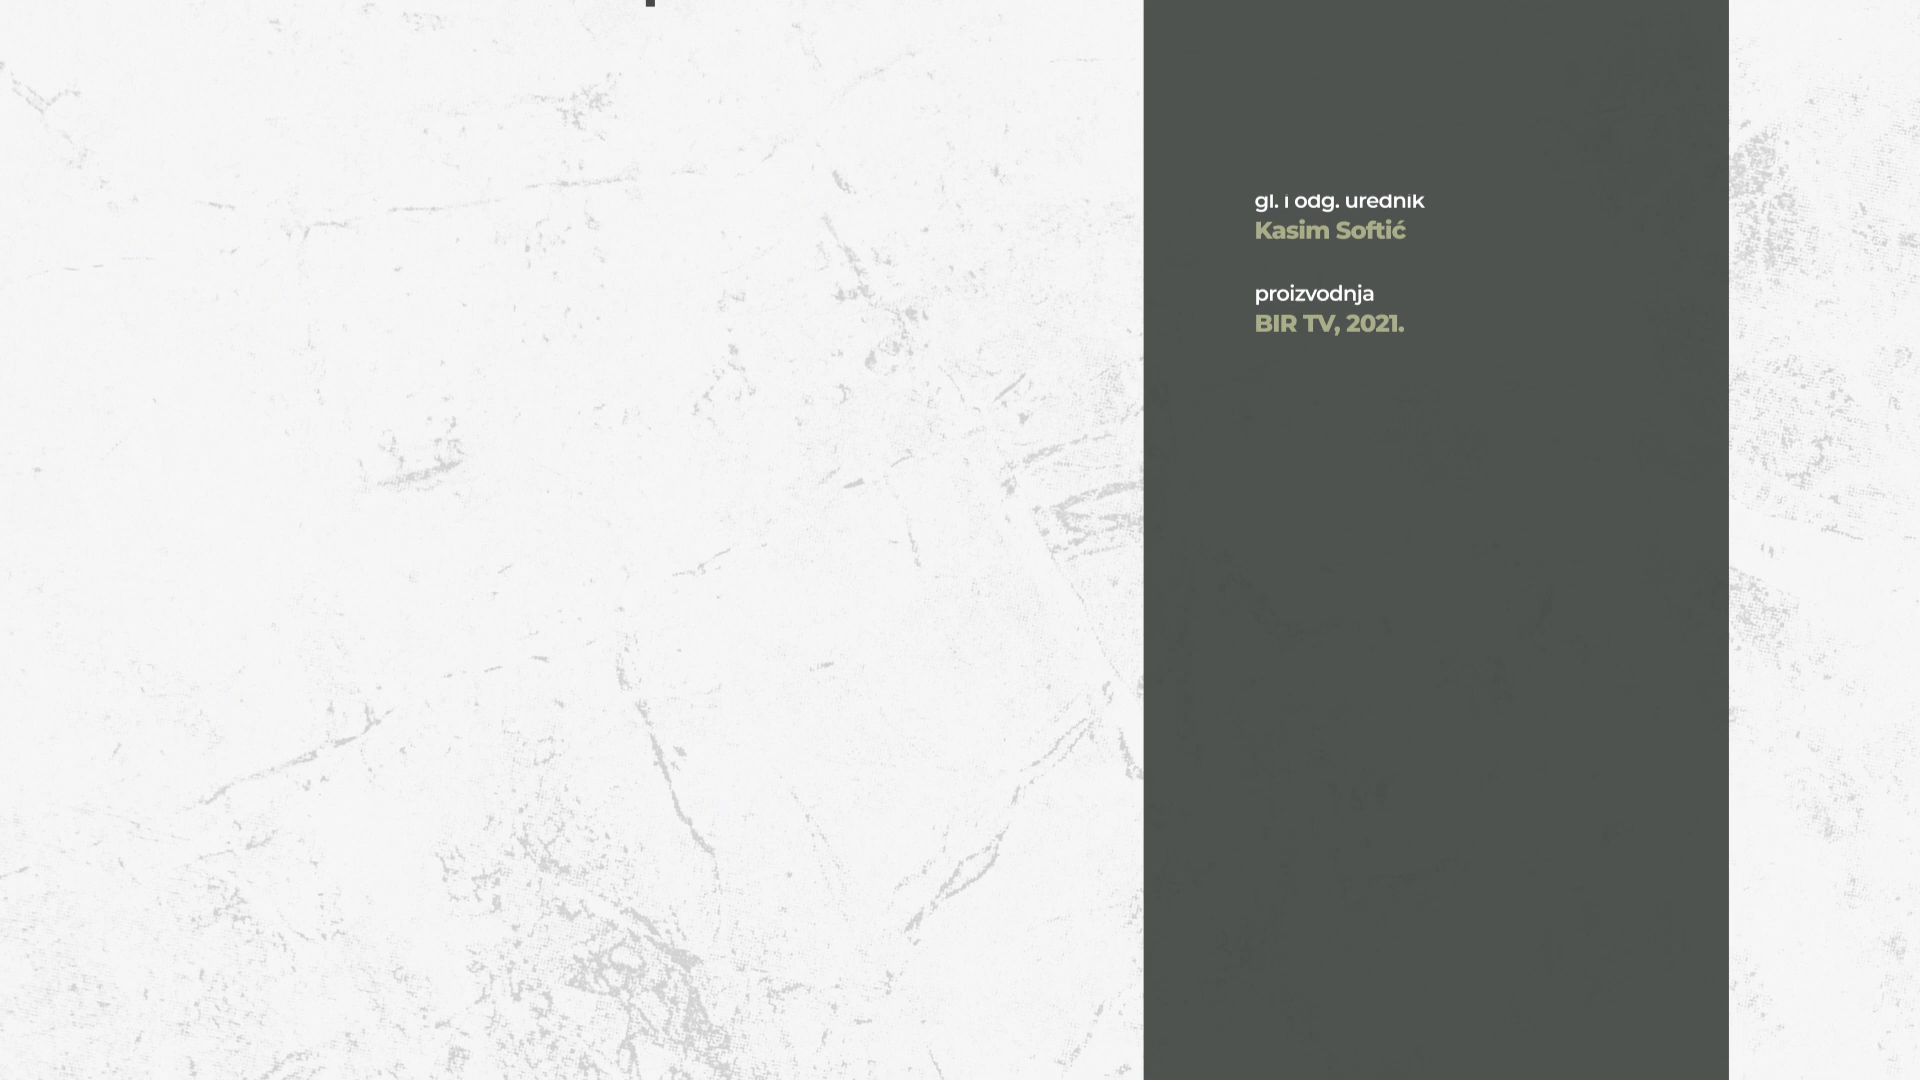 gl. i odg. urednik
Kasim Softić
proizvodnja
BIR TV, 2021.